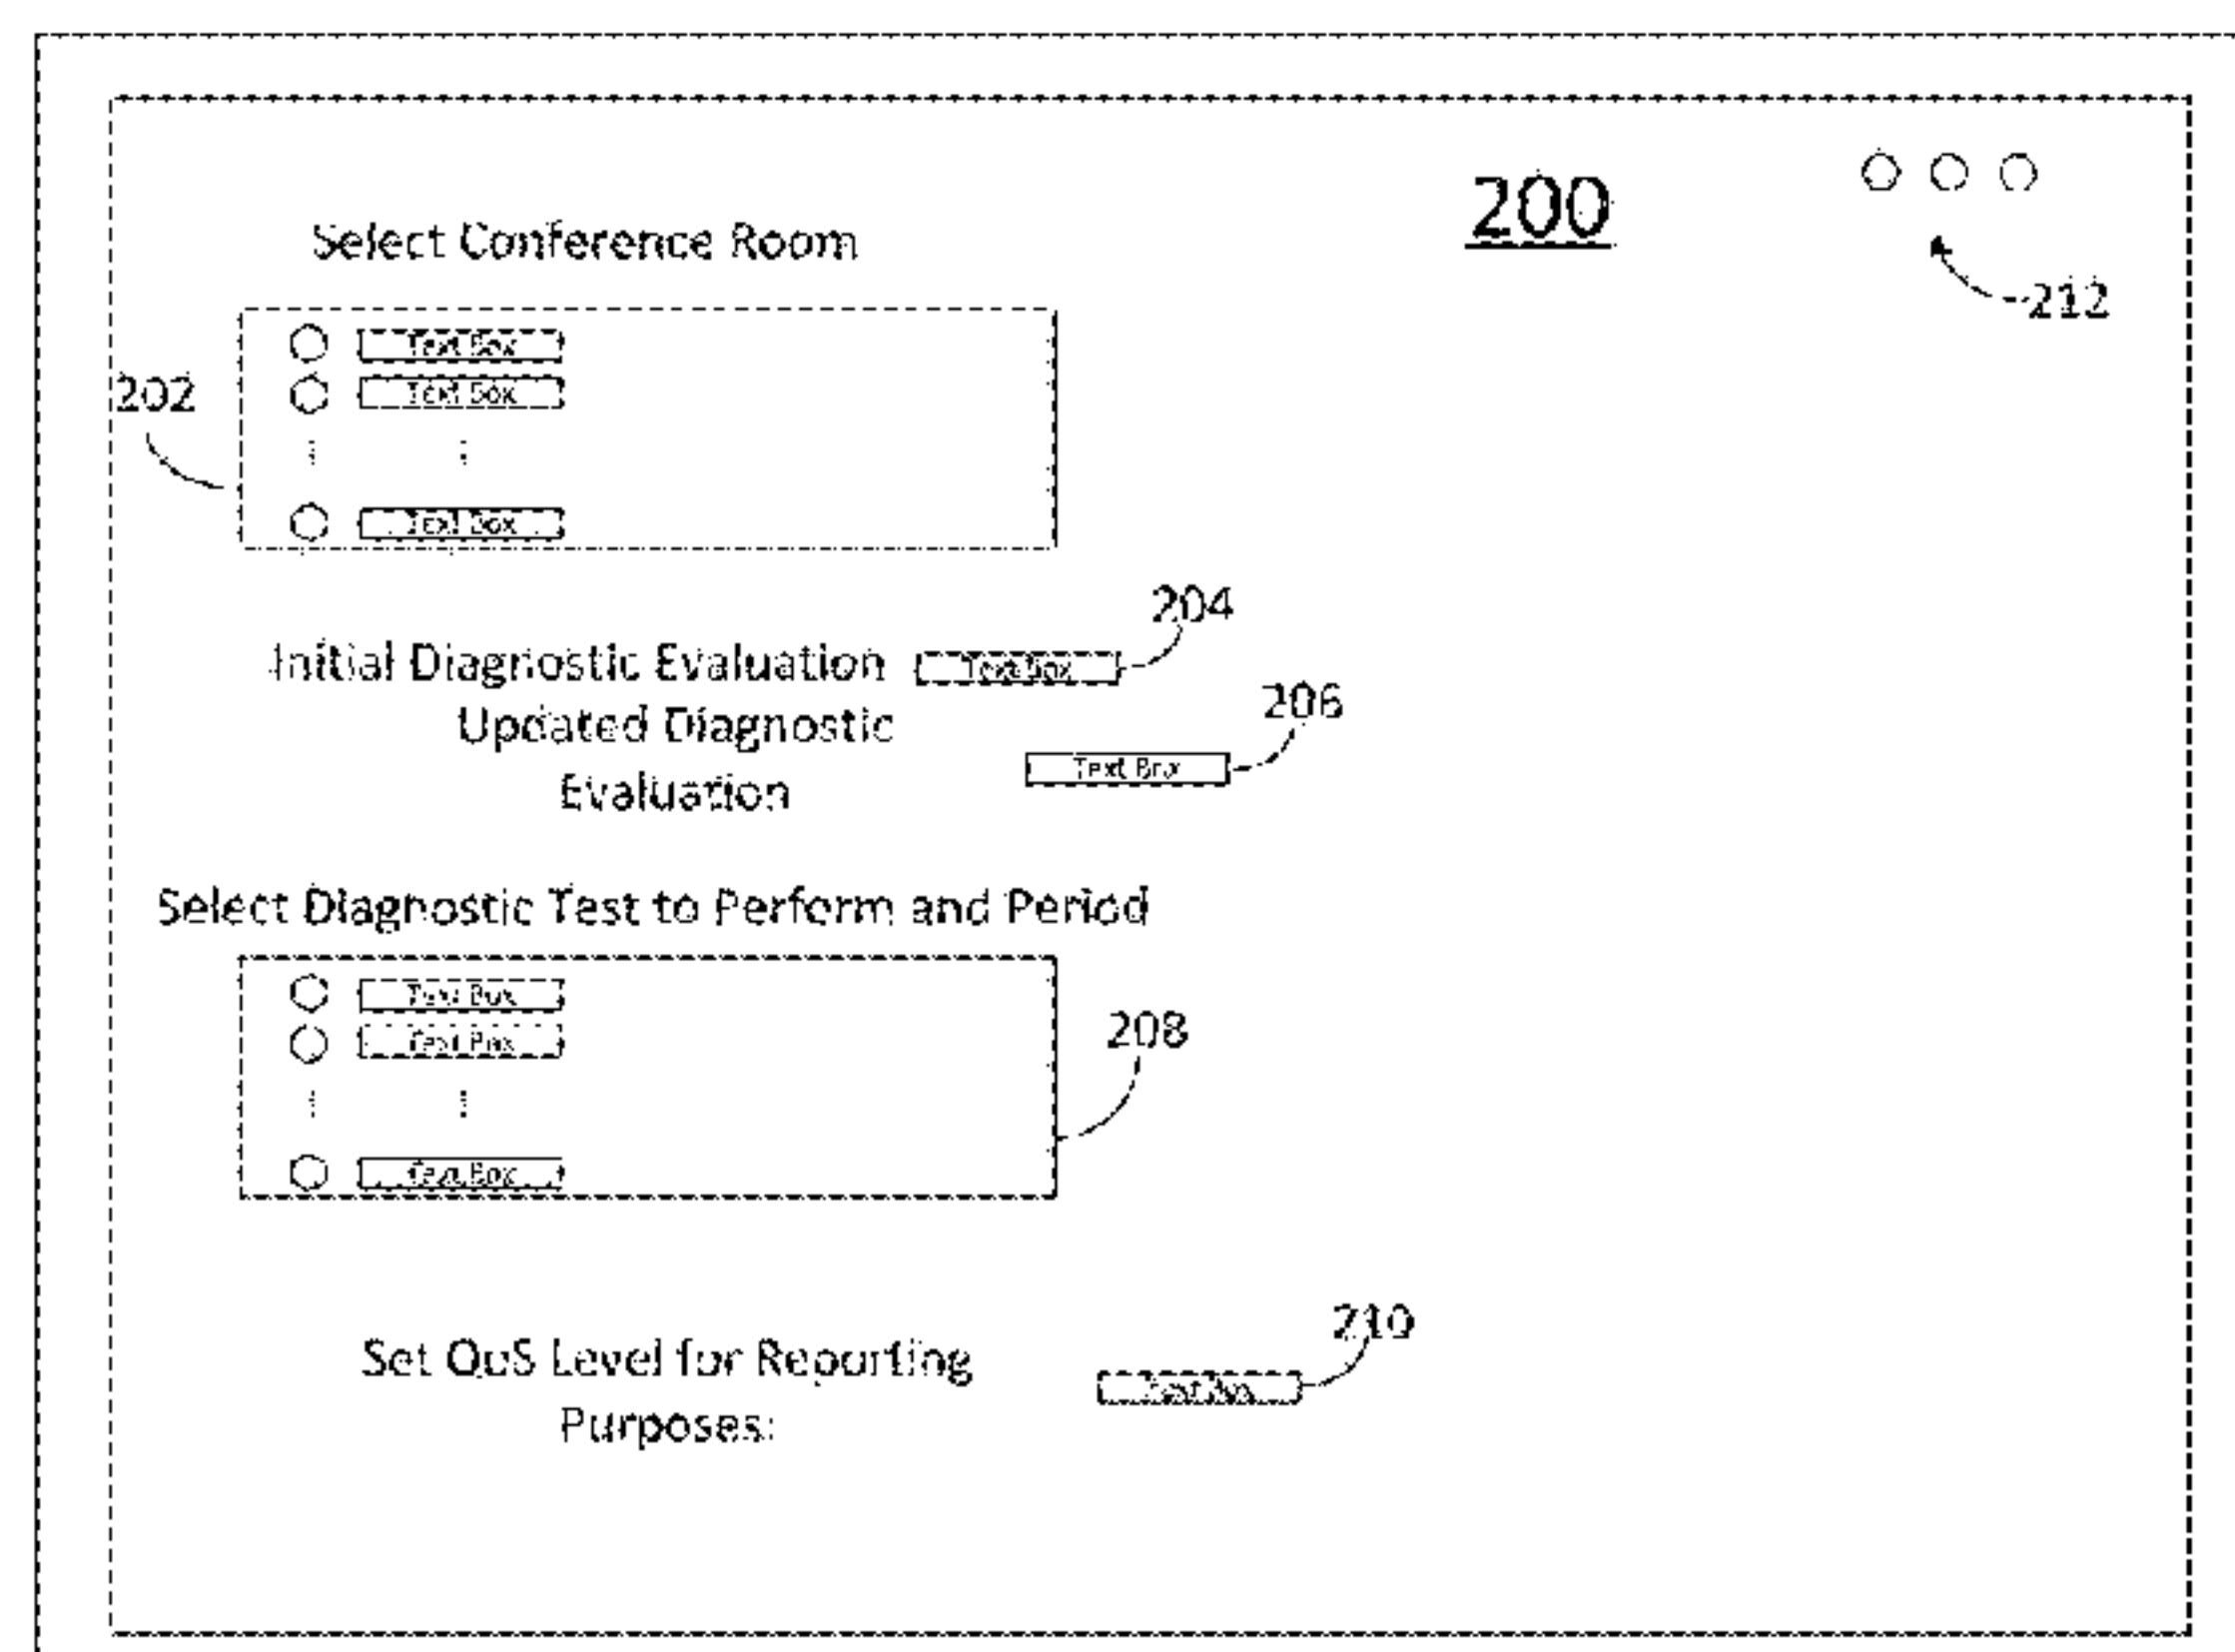 200
212
Select Conference Room
Text Box
Text Box
202
Text Box
204
Initial Diagnostic Evaluation Text Box
206
Updated Diagnostic
Evaluation
Text Box
Select Diagnostic Test to Perform and Period
Text Box
Text Box
208
Text Box
210
Set QoS Level for Reporting
Purposes:
Text Box